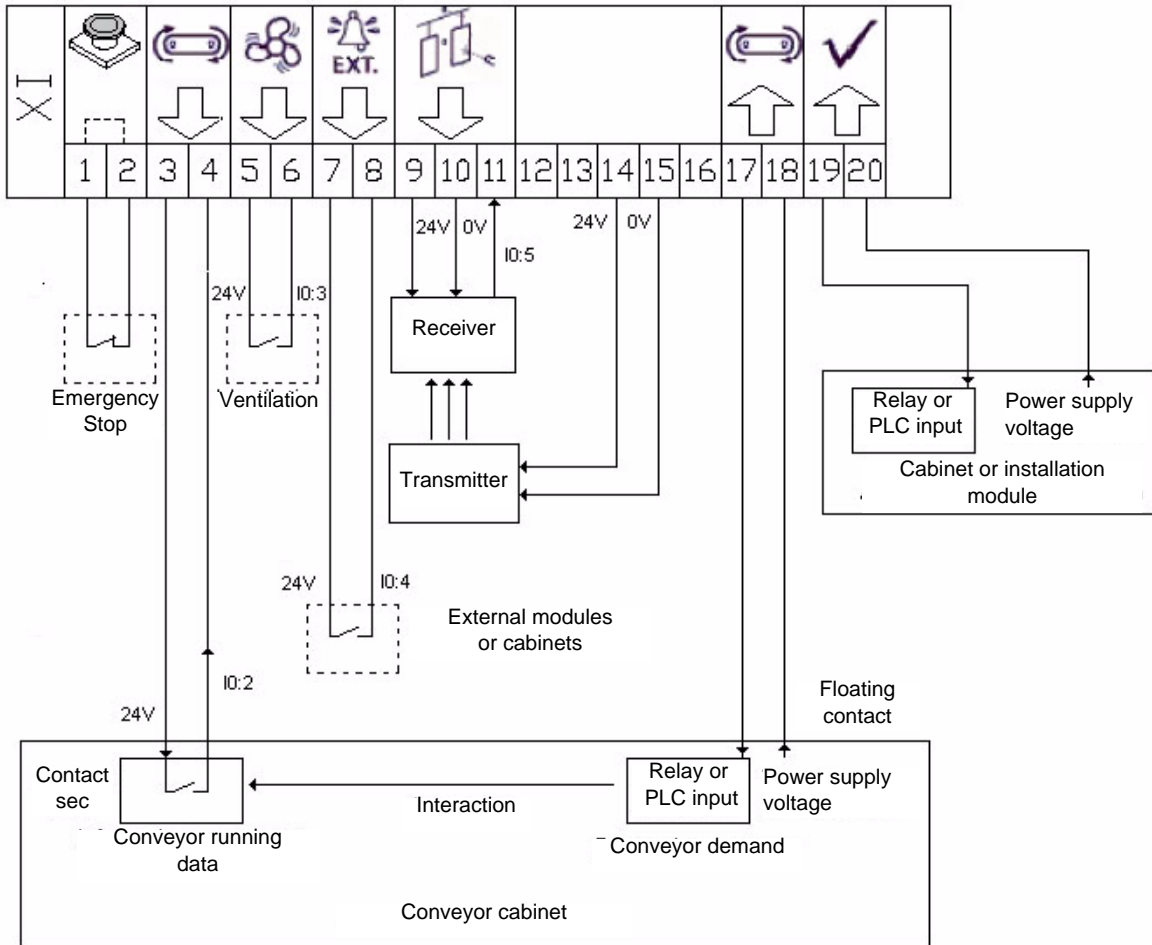 XI
EXT.
1 2 3 4 5 6 7 8 9 10 11 12 13 14 15 16 17 18 19 20
24V 0V
24V 0V
I0:5
24V I0:3
Receiver
Emergency
Stop
Ventilation
Relay or
PLC input
Power supply
voltage
Transmitter
Cabinet or installation
module
24V I0:4
External modules
or cabinets
I0:2
24V
Floating
contact
Contact
sec
Relay or
PLC input
Power supply
voltage
Interaction
Conveyor running
data
Conveyor demand
Conveyor cabinet